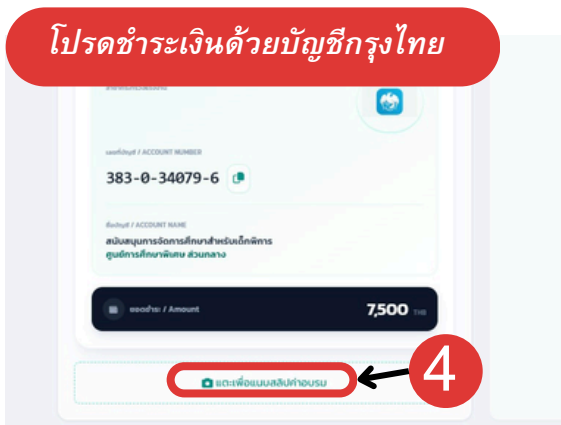 โปรดชำระเงินด้วยบัญชีกรุงไทย
เลขที่บัญชี / ACCOUNT NUMBER
383-0-34079-6
ชื่อบัญชี / ACCOUNT NAME
สนับสนุนการจัดการศึกษาสำหรับเด็กพิการ
ศูนย์การศึกษาพิเศษ ส่วนกลาง
ยอดชำระ / Amount
7,500 THB
แตะเพื่อแนบสลิปค่าอบรม
4